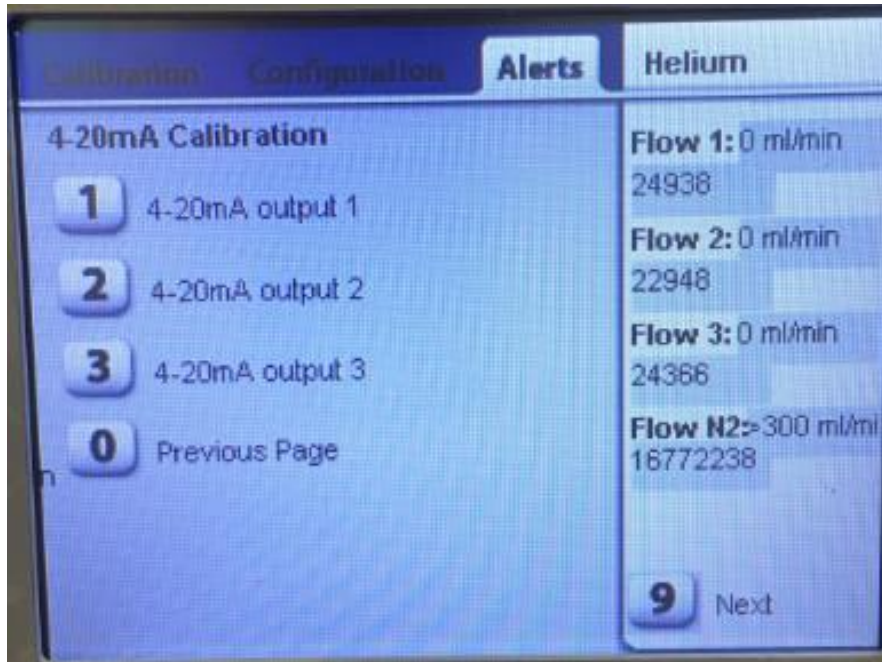 Calibration Configuration Alerts
4-20mA Calibration
1 4-20mA output 1
2 4-20mA output 2
3 4-20mA output 3
0 Previous Page
n
Helium
Flow 1: 0 ml/min
24938
Flow 2: 0 ml/min
22948
Flow 3: 0 ml/min
24366
Flow N2:>300 ml/mi
16772238
9 Next